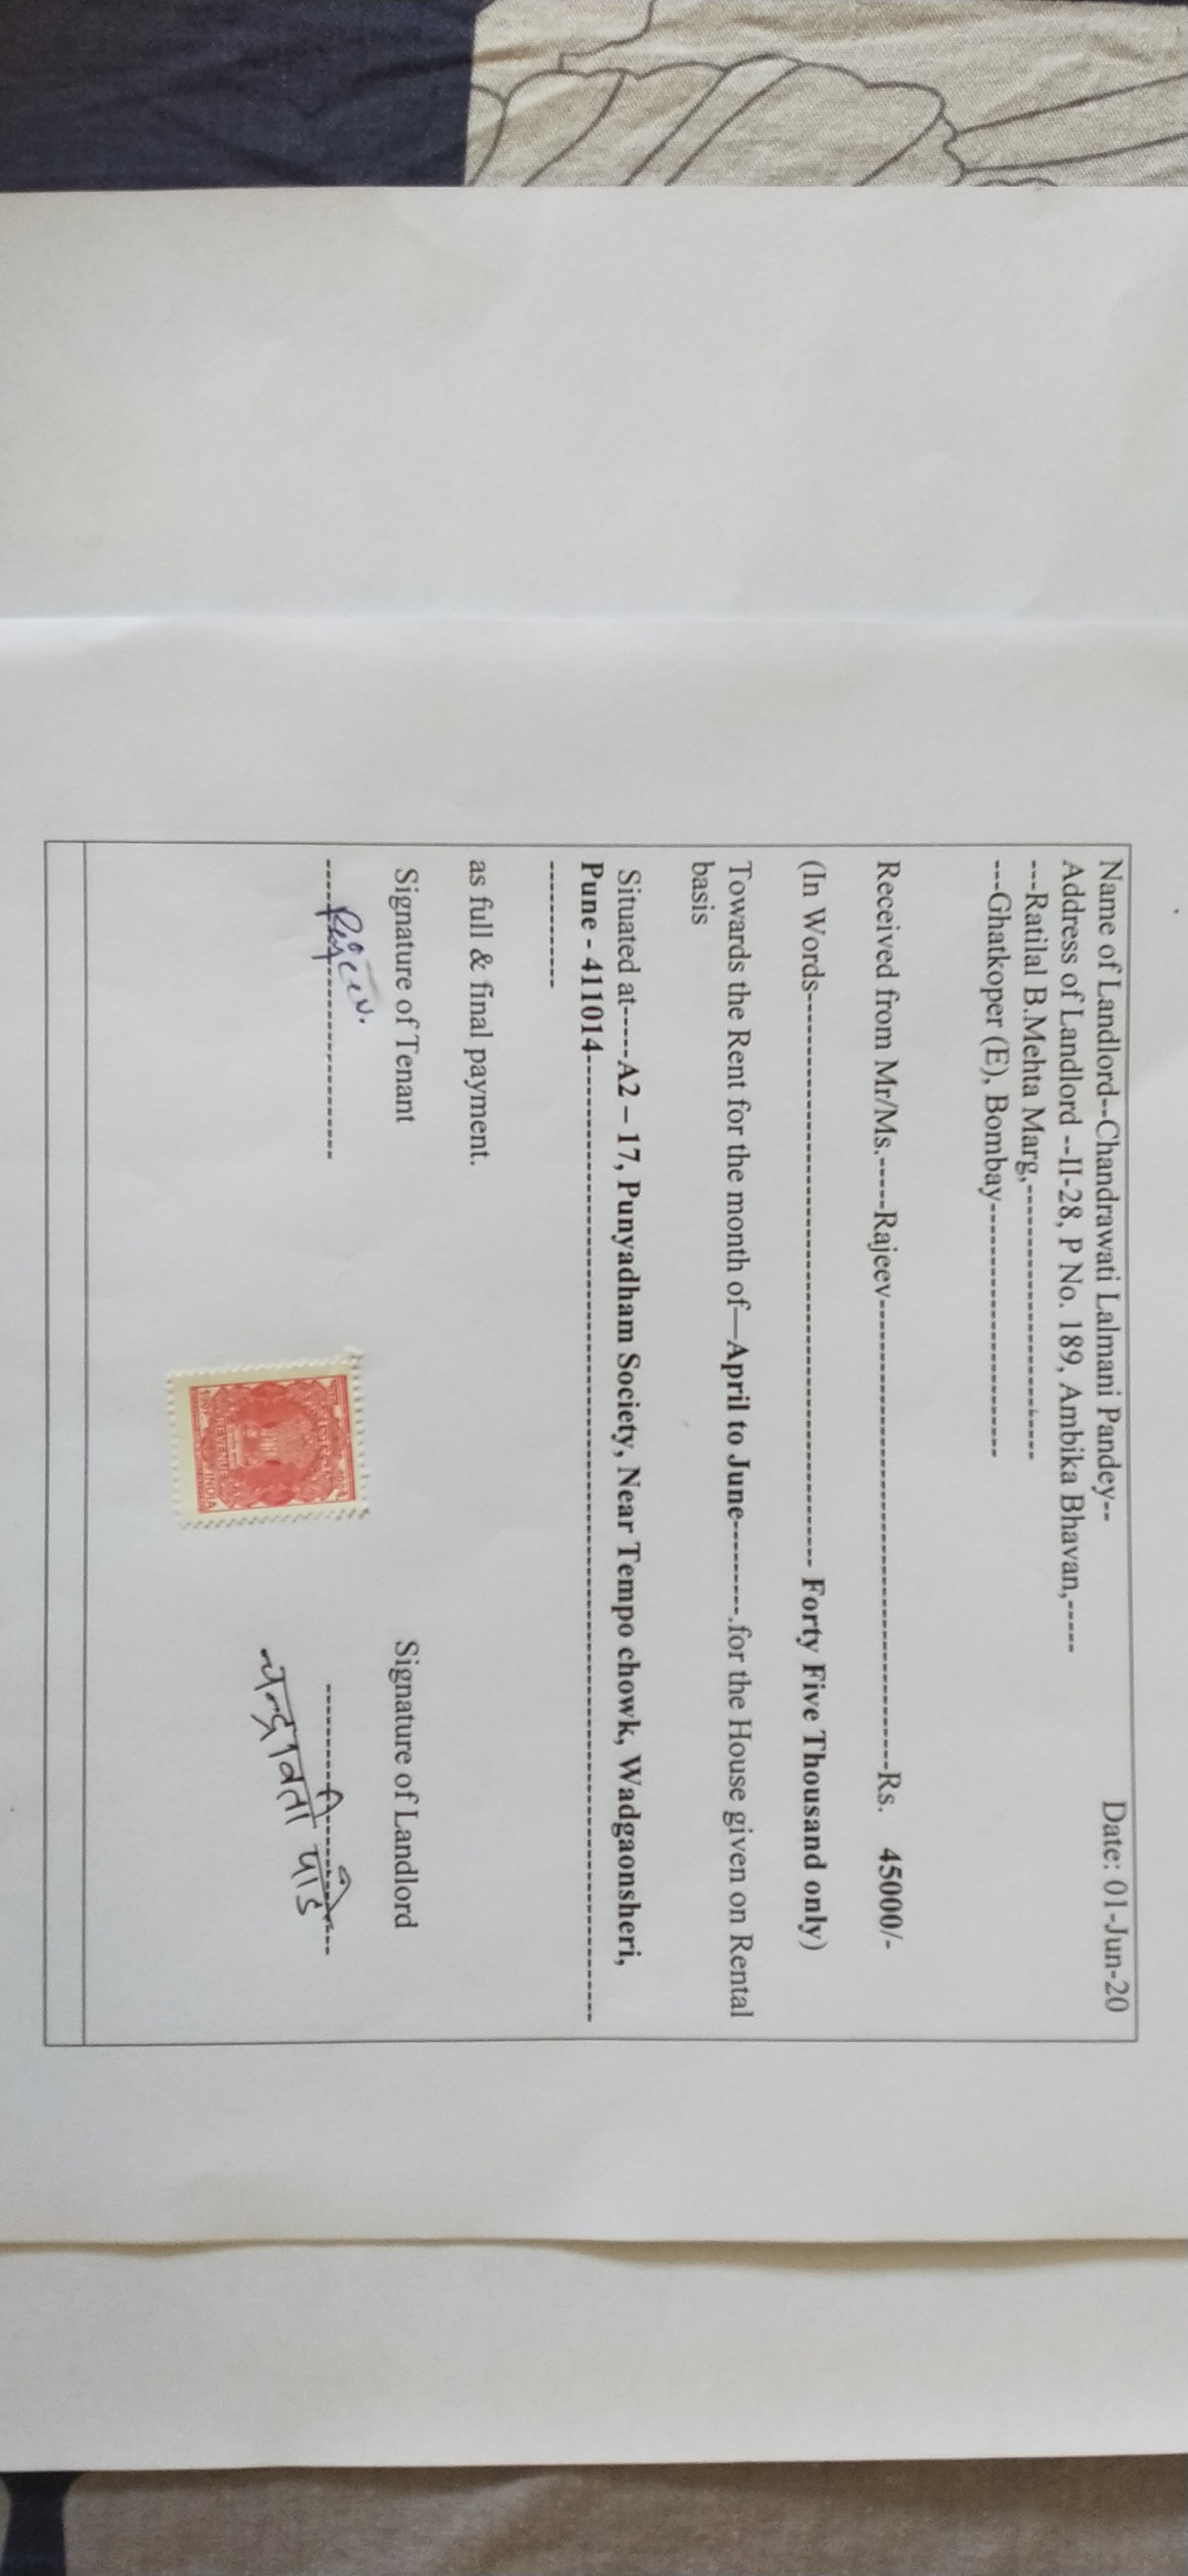 Name of Landlord--Chandrawati Lalmani Pandey-- Date: 01-Jun-20
Address of Landlord --II-28, P No. 189, Ambika Bhavan,-----
---Ratilal B.Mehta Marg,-----------------------------
---Ghatkoper (E), Bombay---------------------------
Received from Mr/Ms.-----Rajeev--------------------------------------------------Rs. 45000/-
(In Words------------------------------------------------------------- Forty Five Thousand only)
Towards the Rent for the month of—April to June---------.for the House given on Rental
basis
Situated at-----A2 – 17, Punyadham Society, Near Tempo chowk, Wadgaonsheri,
Pune - 411014--------------------------------------------------------------------------------------------------
--------------
as full & final payment.
Signature of Tenant Signature of Landlord
Rajeev.
चन्द्रावती पांडे
REVENUE
INDIA